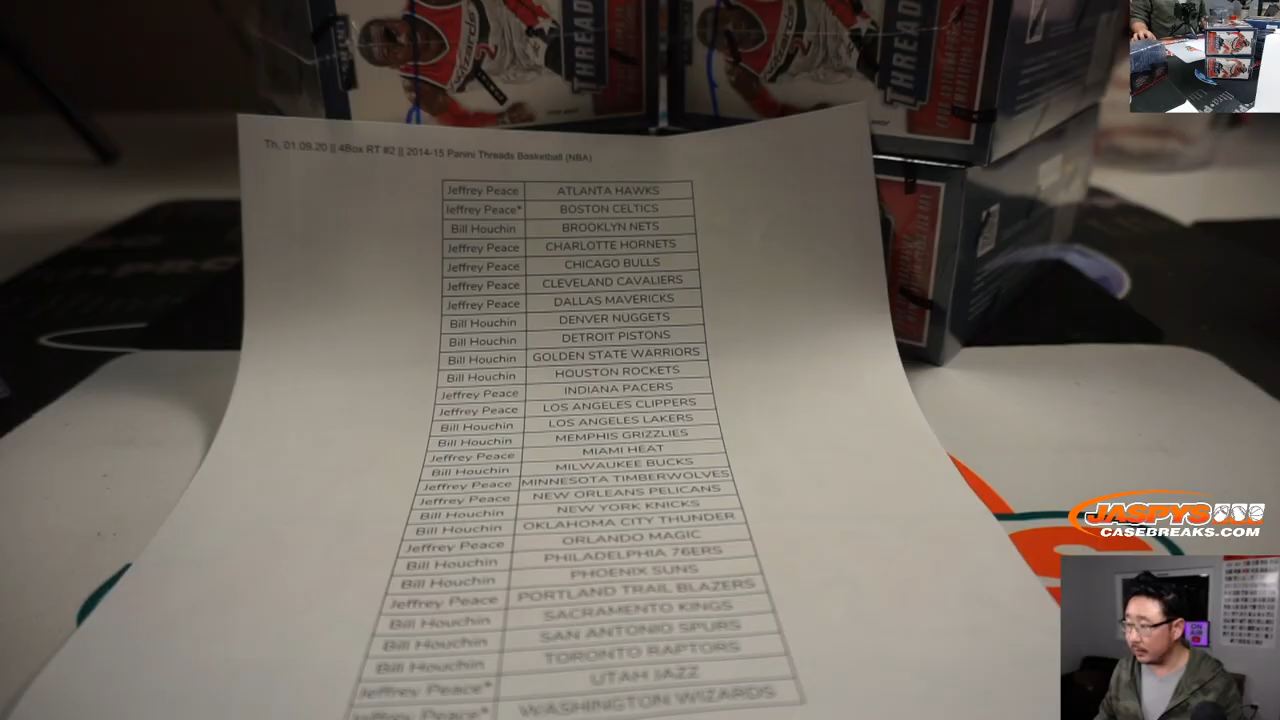 THREADS
THREADS
Th, 01.09.20 || 4Box RT #2 || 2014-15 Panini Threads Basketball (NBA)
Jeffrey Peace ATLANTA HAWKS
Jeffrey Peace* BOSTON CELTICS
Bill Houchin BROOKLYN NETS
Jeffrey Peace CHARLOTTE HORNETS
Jeffrey Peace CHICAGO BULLS
Jeffrey Peace CLEVELAND CAVALIERS
Jeffrey Peace DALLAS MAVERICKS
Bill Houchin DENVER NUGGETS
Bill Houchin DETROIT PISTONS
Bill Houchin GOLDEN STATE WARRIORS
Bill Houchin HOUSTON ROCKETS
Jeffrey Peace INDIANA PACERS
Jeffrey Peace LOS ANGELES CLIPPERS
Bill Houchin LOS ANGELES LAKERS
Bill Houchin MEMPHIS GRIZZLIES
Jeffrey Peace MIAMI HEAT
Bill Houchin MILWAUKEE BUCKS
Jeffrey Peace MINNESOTA TIMBERWOLVES
Jeffrey Peace NEW ORLEANS PELICANS
Bill Houchin NEW YORK KNICKS
Bill Houchin OKLAHOMA CITY THUNDER
Jeffrey Peace ORLANDO MAGIC
Bill Houchin PHILADELPHIA 76ERS
Bill Houchin PHOENIX SUNS
Jeffrey Peace PORTLAND TRAIL BLAZERS
Bill Houchin SACRAMENTO KINGS
Bill Houchin SAN ANTONIO SPURS
Bill Houchin TORONTO RAPTORS
Jeffrey Peace* UTAH JAZZ
Jeffrey Peace* WASHINGTON WIZARDS
JASPYS
CASEBREAKS.COM
ON AIR